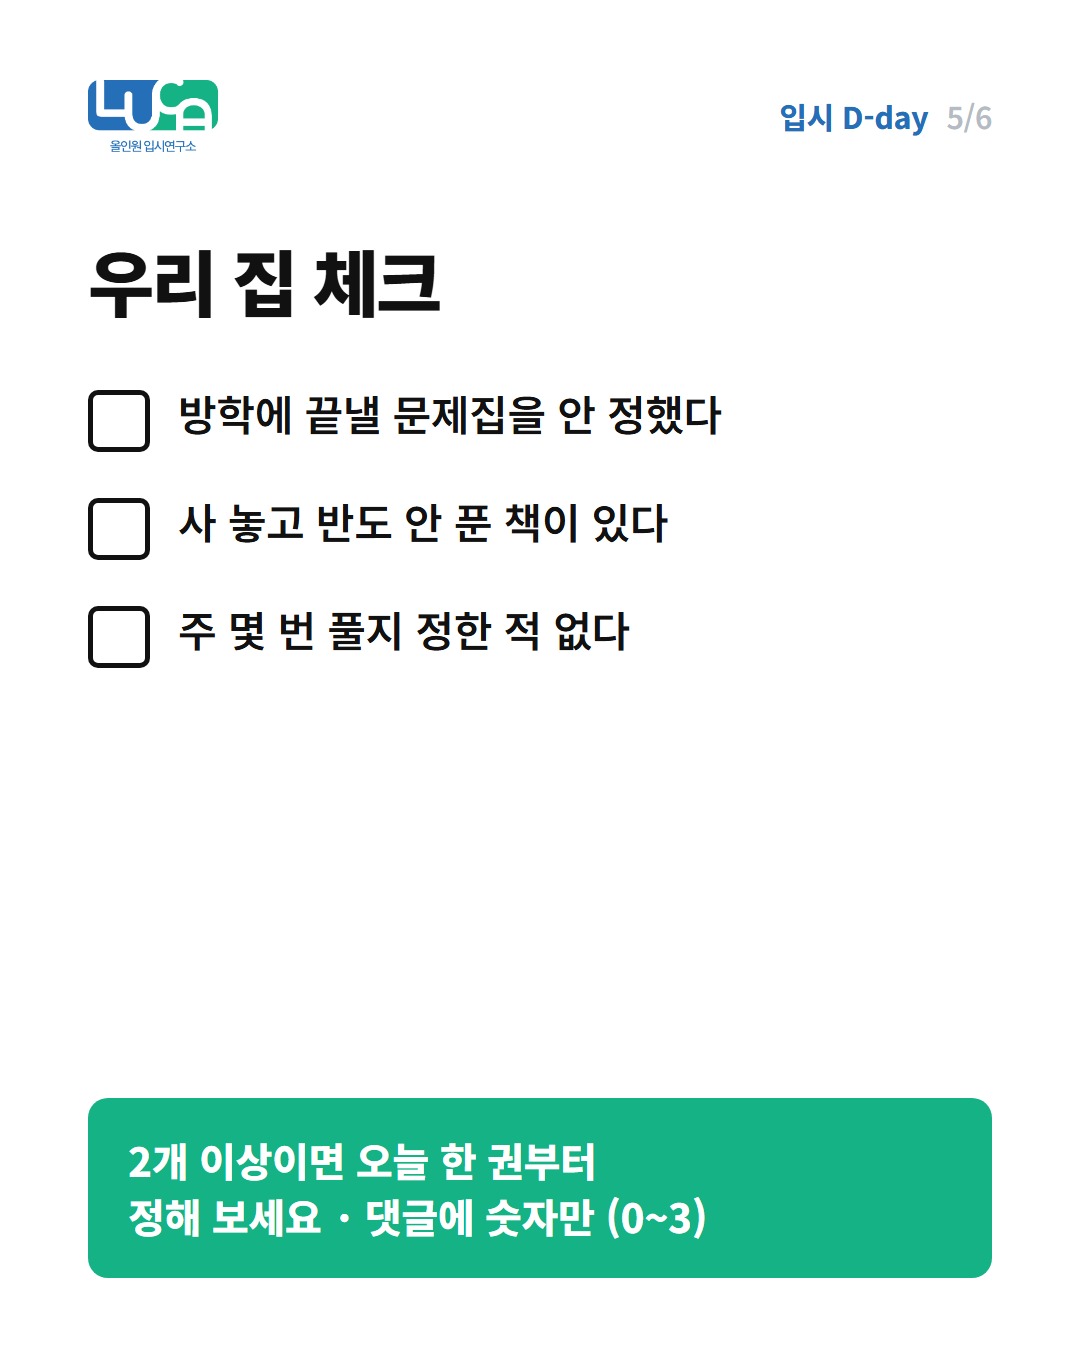 LUCA
올인원 입시연구소
입시 D-day 5/6
우리 집 체크
방학에 끝낼 문제집을 안 정했다
사 놓고 반도 안 푼 책이 있다
주 몇 번 풀지 정한 적 없다
2개 이상이면 오늘 한 권부터
정해 보세요 · 댓글에 숫자만 (0~3)